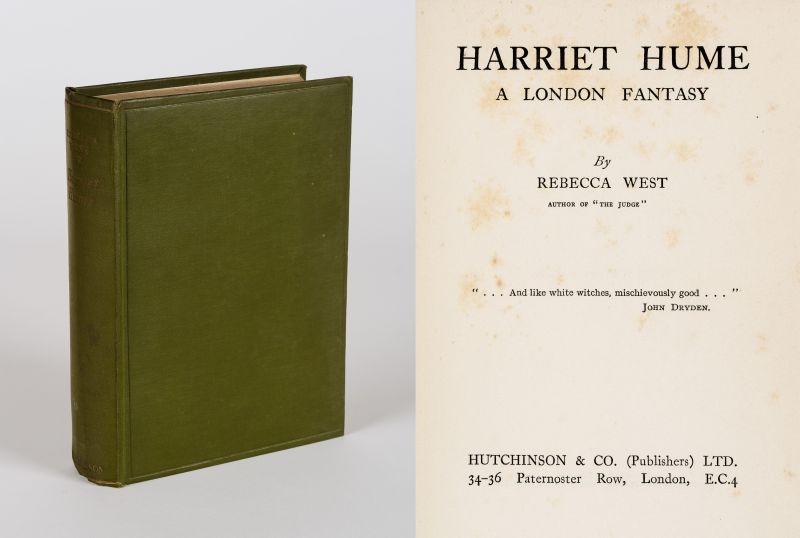 HARRIET HUME
A LONDON FANTASY
By
REBECCA WEST
AUTHOR OF "THE JUDGE"
" . . . And like white witches, mischievously good . . . "
JOHN DRYDEN.
HUTCHINSON & CO. (Publishers) LTD.
34-36 Paternoster Row, London, E.C.4